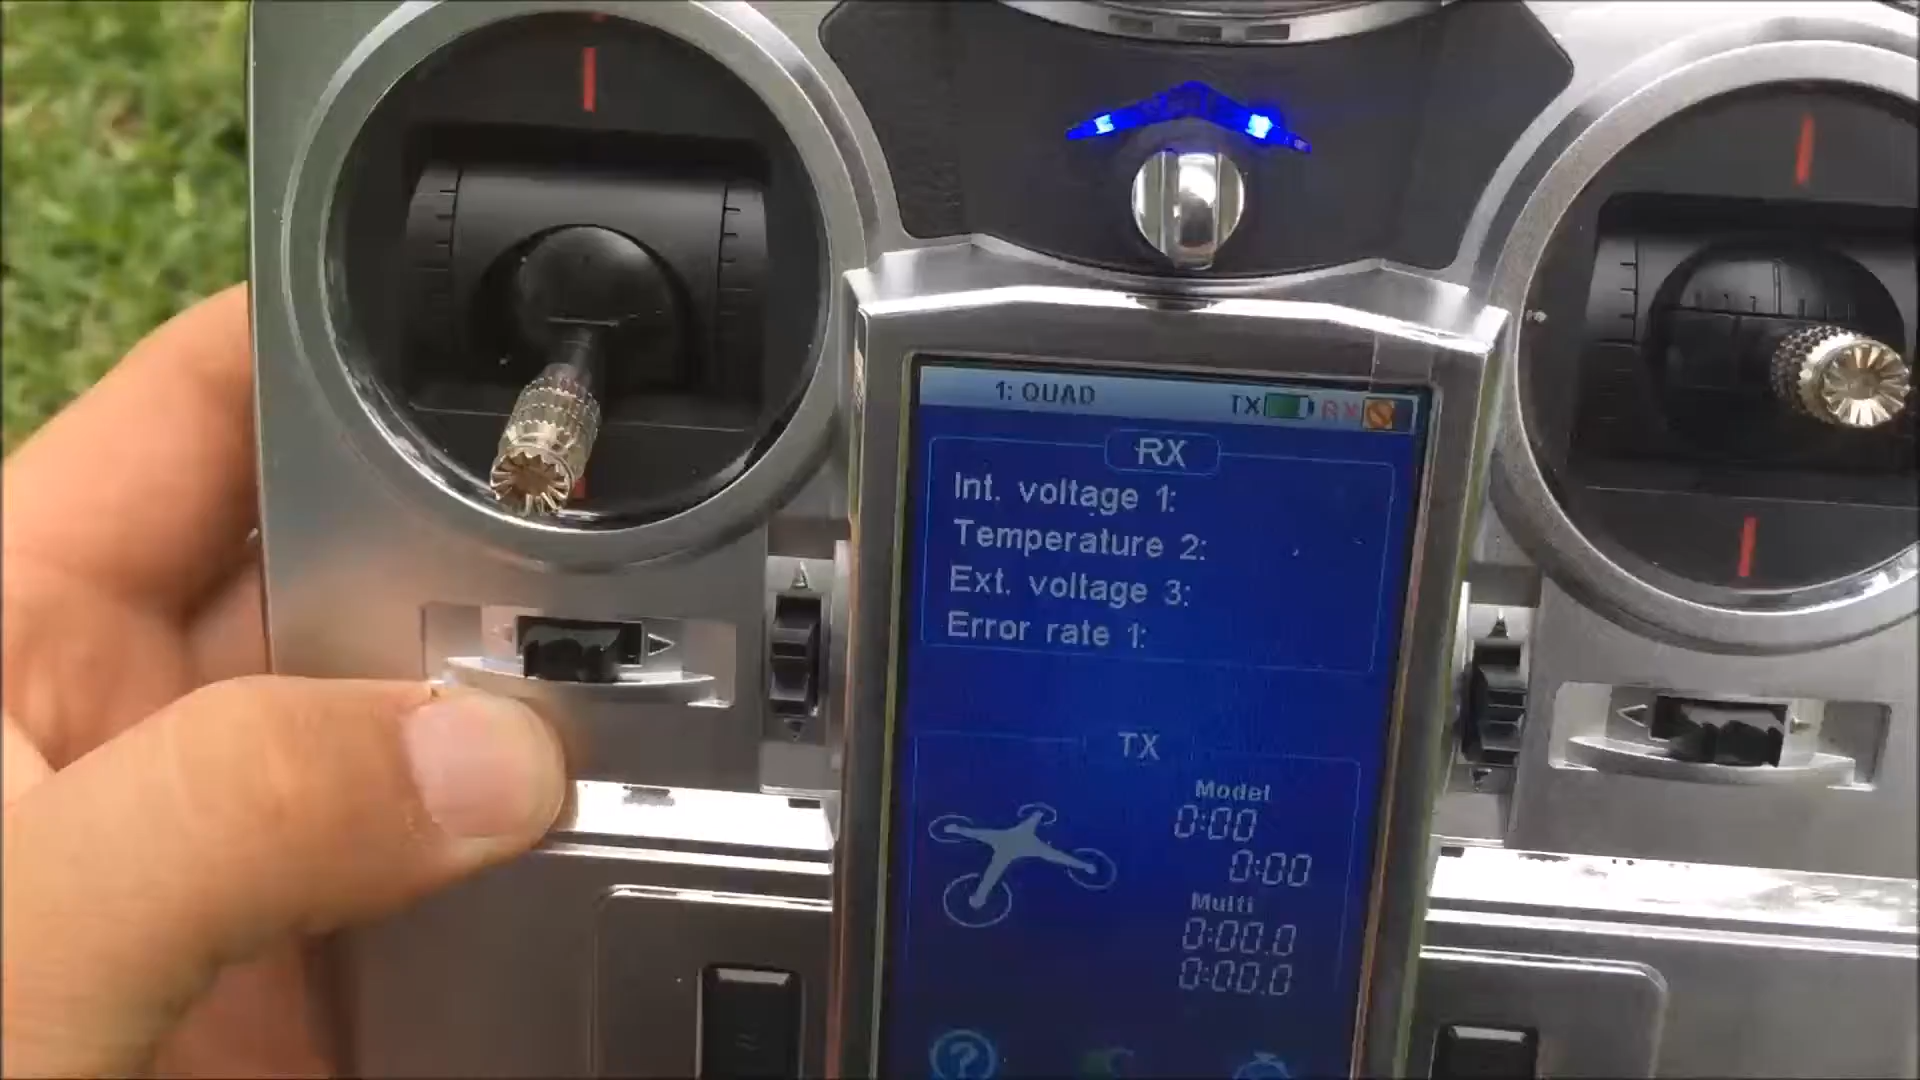 1: QUAD TX RX
RX
Int. voltage 1:
Temperature 2:
Ext. voltage 3:
Error rate 1:
TX
Model
0:00
0:00
Multi
0:00.0
0:00.0
?